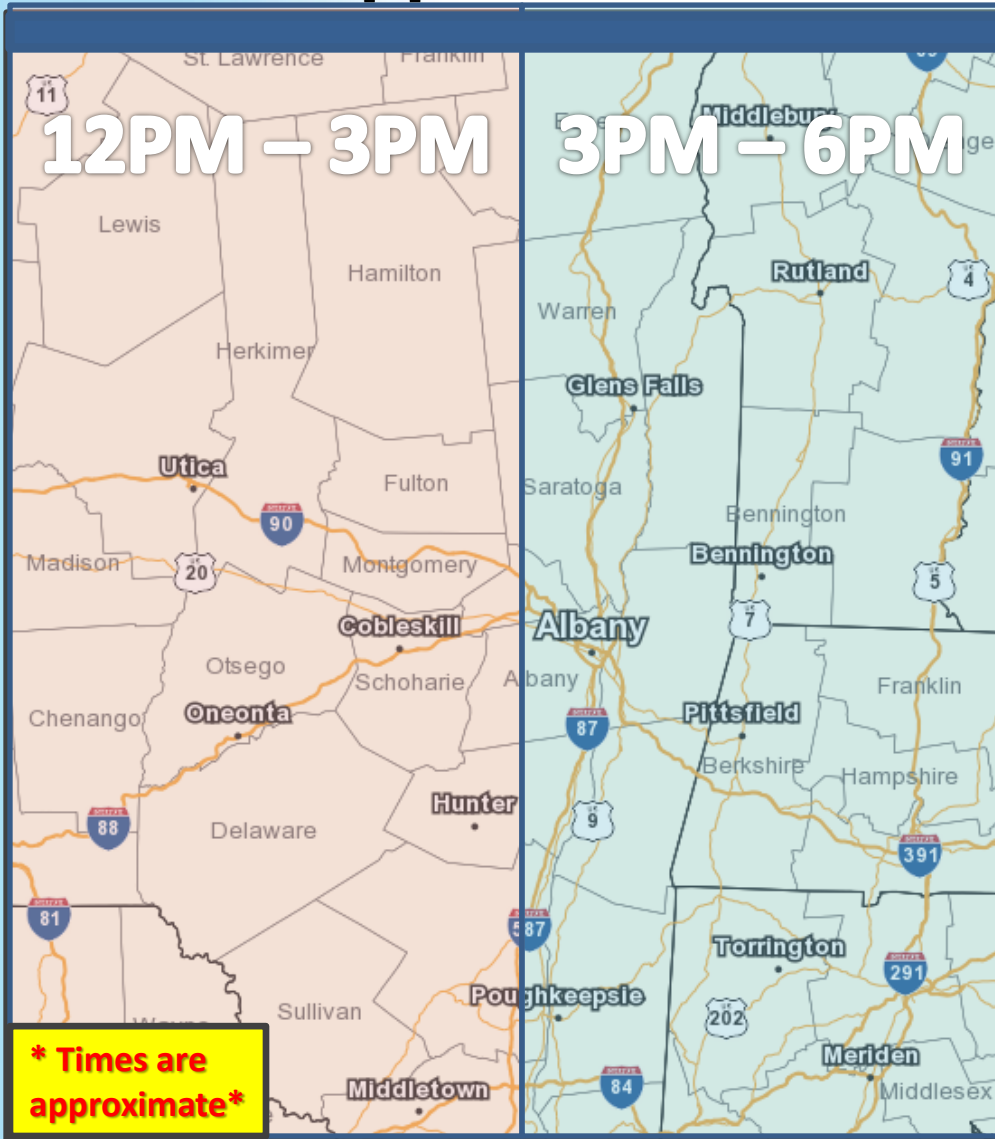 St. Lawrence
Franklin
11
12PM – 3PM
3PM – 6PM
Middlebury
Lewis
Hamilton
Rutland
4
Warren
Herkimer
Glens Falls
Utica
91
Fulton
Saratoga
90
Bennington
Madison
20
Montgomery
Bennington
5
7
Cobleskill
Albany
Otsego
Schoharie
Albany
Franklin
Chenango
Oneonta
87
Pittsfield
Berkshire
Hampshire
Hunter
88
Delaware
9
391
81
587
Torrington
291
Poughkeepsie
Sullivan
202
Wayne
* Times are
approximate*
Middletown
84
Meriden
Middlesex